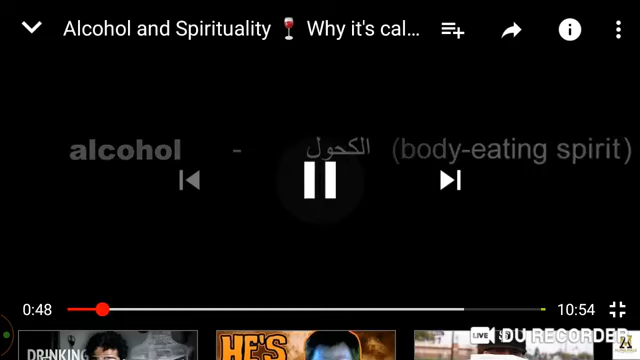 Alcohol and Spirituality 🍷 Why it's cal...
alcohol - الكحول (body-eating spirit)
0:48 10:54
LIVE DU RECORDER
DRINKING HE'S